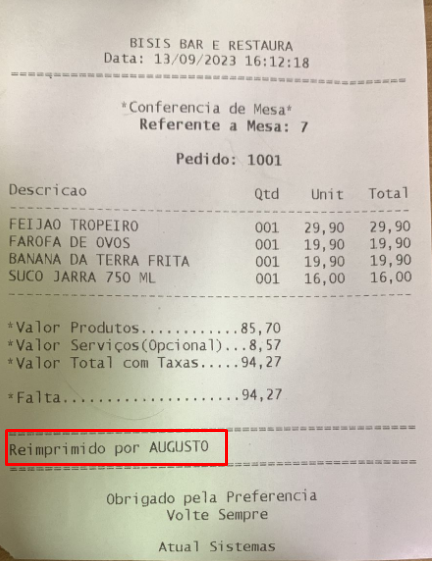 BISIS BAR E RESTAURA
Data: 13/09/2023 16:12:18
*Conferencia de Mesa*
Referente a Mesa: 7
Pedido: 1001
Descricao Qtd Unit Total
FEIJAO TROPEIRO 001 29,90 29,90
FAROFA DE OVOS 001 19,90 19,90
BANANA DA TERRA FRITA 001 19,90 19,90
SUCO JARRA 750 ML 001 16,00 16,00
*Valor Produtos............85,70
*Valor Serviços(Opcional)...8,57
*Valor Total com Taxas.....94,27
*Falta......................94,27
Reimprimido por AUGUSTO
Obrigado pela Preferencia
Volte Sempre
Atual Sistemas